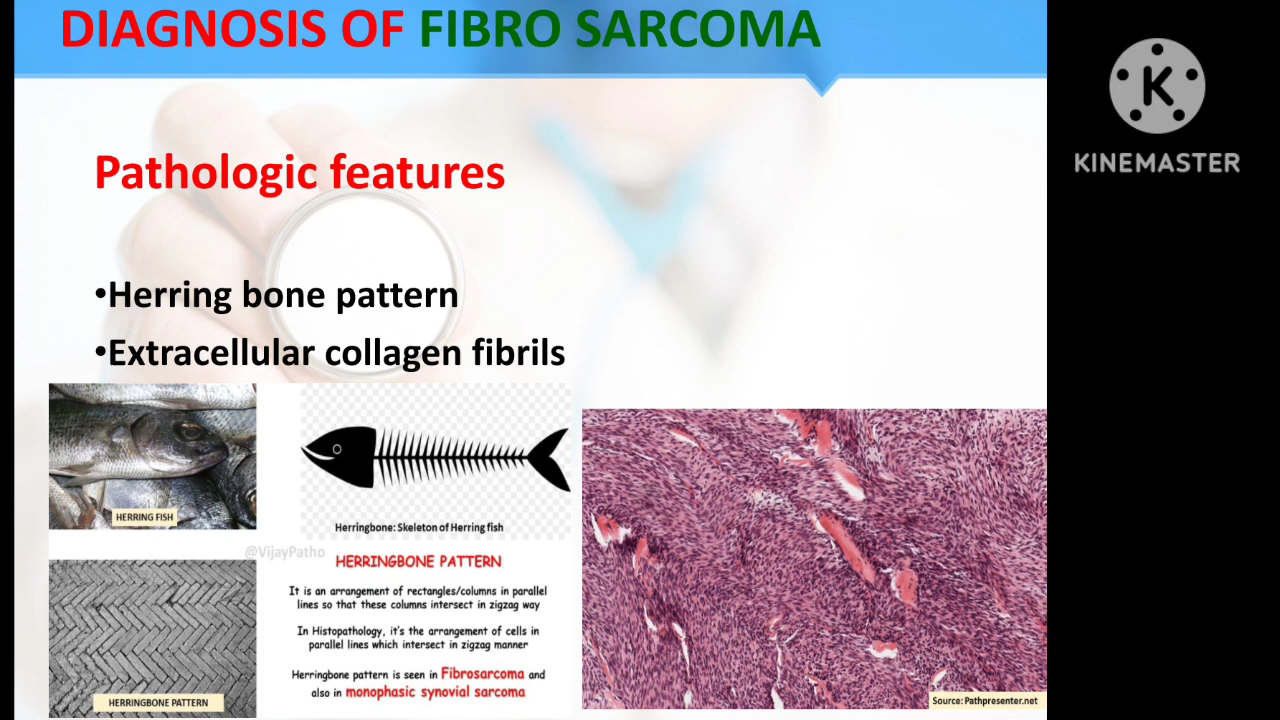 DIAGNOSIS OF FIBRO SARCOMA
K
KINEMASTER
Pathologic features
•Herring bone pattern
•Extracellular collagen fibrils
HERRING FISH
Herringbone: Skeleton of Herring fish
@VijayPatho
HERRINGBONE PATTERN
It is an arrangement of rectangles/columns in parallel
lines so that these columns intersect in zigzag way
In Histopathology, it's the arrangement of cells in
parallel lines which intersect in zigzag manner
Herringbone pattern is seen in Fibrosarcoma and
also in monophasic synovial sarcoma
HERRINGBONE PATTERN
Source: Pathpresenter.net